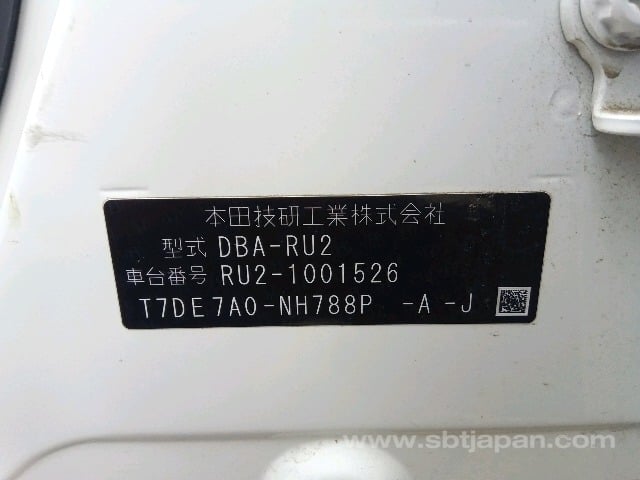 本田技研工業株式会社
型式 DBA-RU2
車台番号 RU2-1001526
T7DE7A0-NH788P -A -J
www.sbtjapan.com